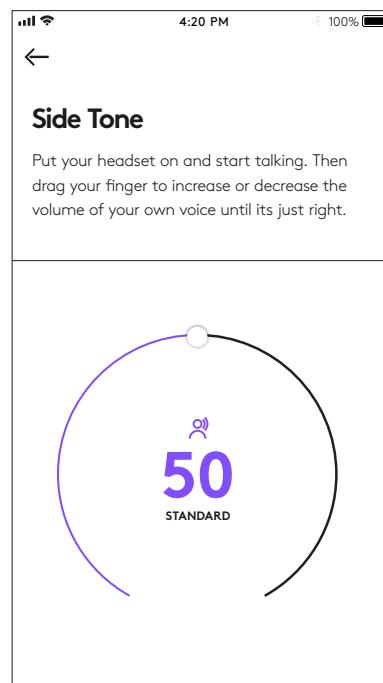 4:20 PM 100%
Side Tone
Put your headset on and start talking. Then
drag your finger to increase or decrease the
volume of your own voice until its just right.
50
STANDARD